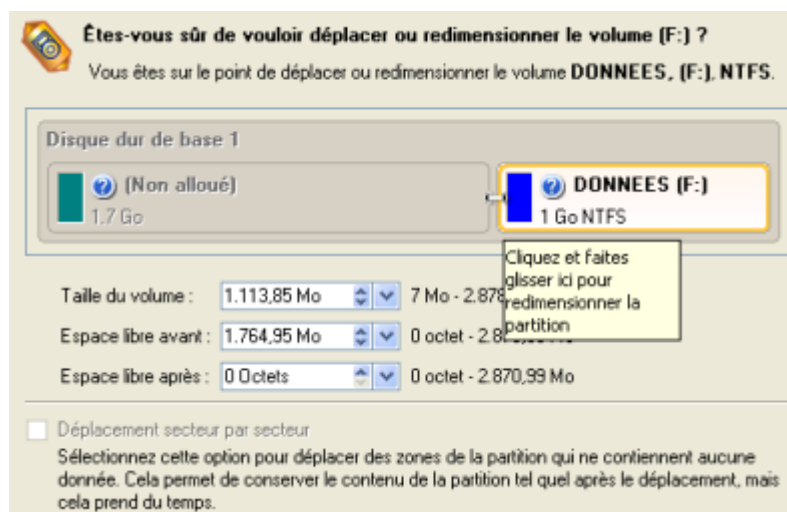 Êtes-vous sûr de vouloir déplacer ou redimensionner le volume (F:) ?
Vous êtes sur le point de déplacer ou redimensionner le volume DONNEES, (F:), NTFS.
Disque dur de base 1
(Non alloué)
1.7 Go
DONNEES (F:)
1 Go NTFS
Cliquez et faites
glisser ici pour
redimensionner la
partition
Taille du volume : 1.113,85 Mo 7 Mo - 2.878
Espace libre avant : 1.764,95 Mo 0 octet - 2.8
Espace libre après : 0 Octets 0 octet - 2.870,99 Mo
Déplacement secteur par secteur
Sélectionnez cette option pour déplacer des zones de la partition qui ne contiennent aucune
donnée. Cela permet de conserver le contenu de la partition tel quel après le déplacement, mais
cela prend du temps.